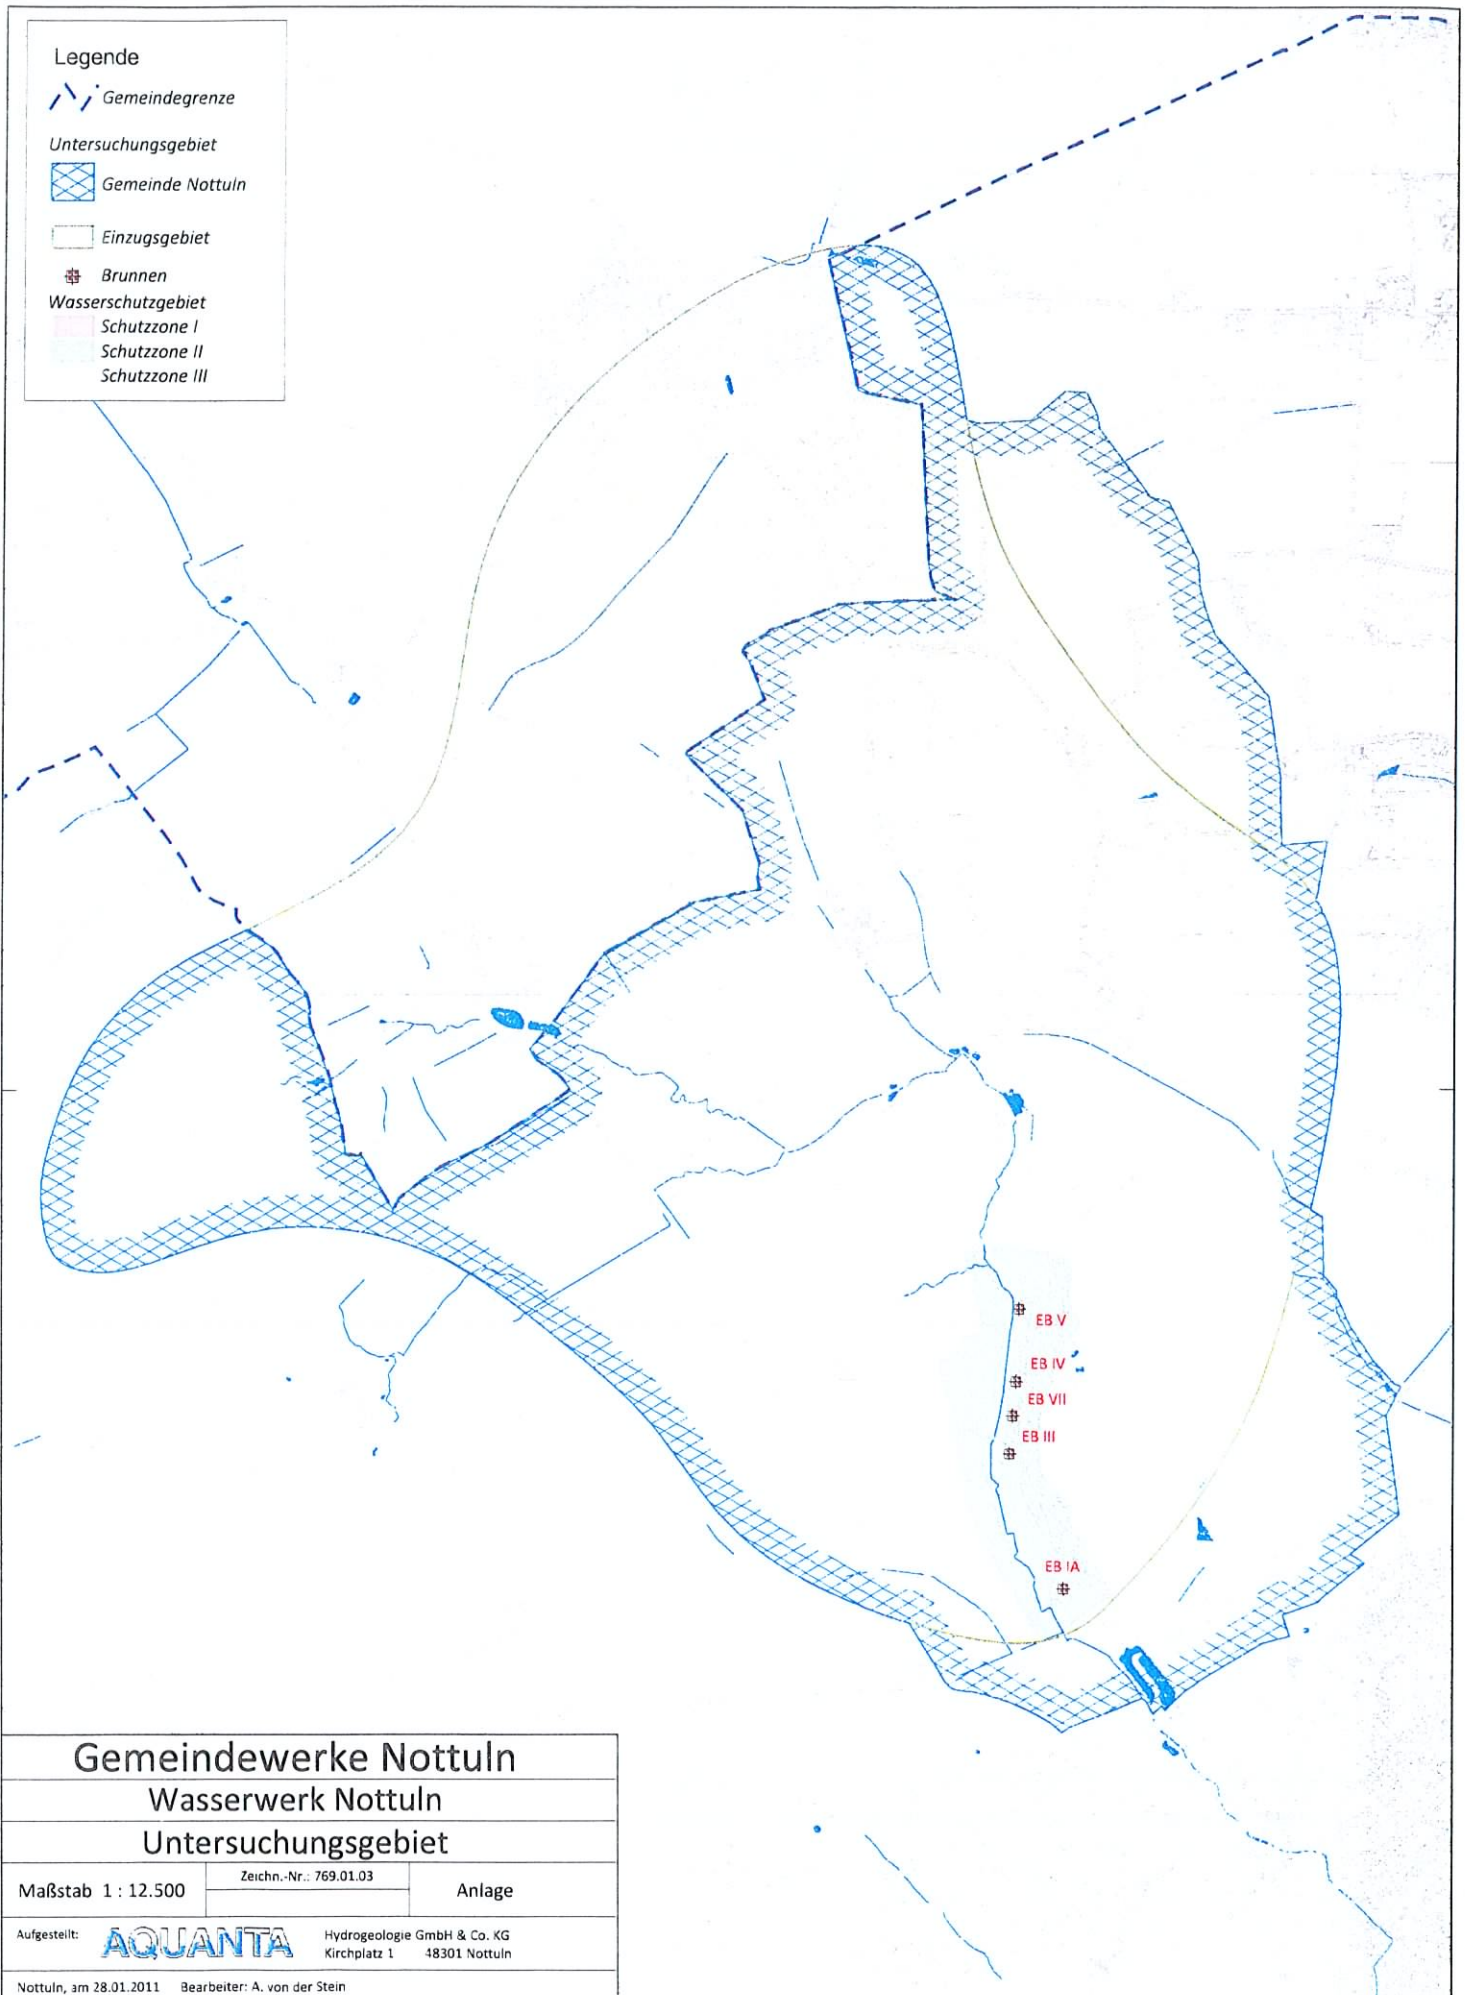 Legende
Gemeindegrenze
Untersuchungsgebiet
Gemeinde Nottuln
Einzugsgebiet
Brunnen
Wasserschutzgebiet
Schutzzone I
Schutzzone II
Schutzzone III
EB V
EB IV
EB VII
EB III
EB IA
Gemeindewerke Nottuln
Wasserwerk Nottuln
Untersuchungsgebiet
Maßstab 1 : 12.500
Zeichn.-Nr.: 769.01.03
Anlage
Aufgestellt:
AQUANTA
Hydrogeologie GmbH & Co. KG
Kirchplatz 1 48301 Nottuln
Nottuln, am 28.01.2011 Bearbeiter: A. von der Stein